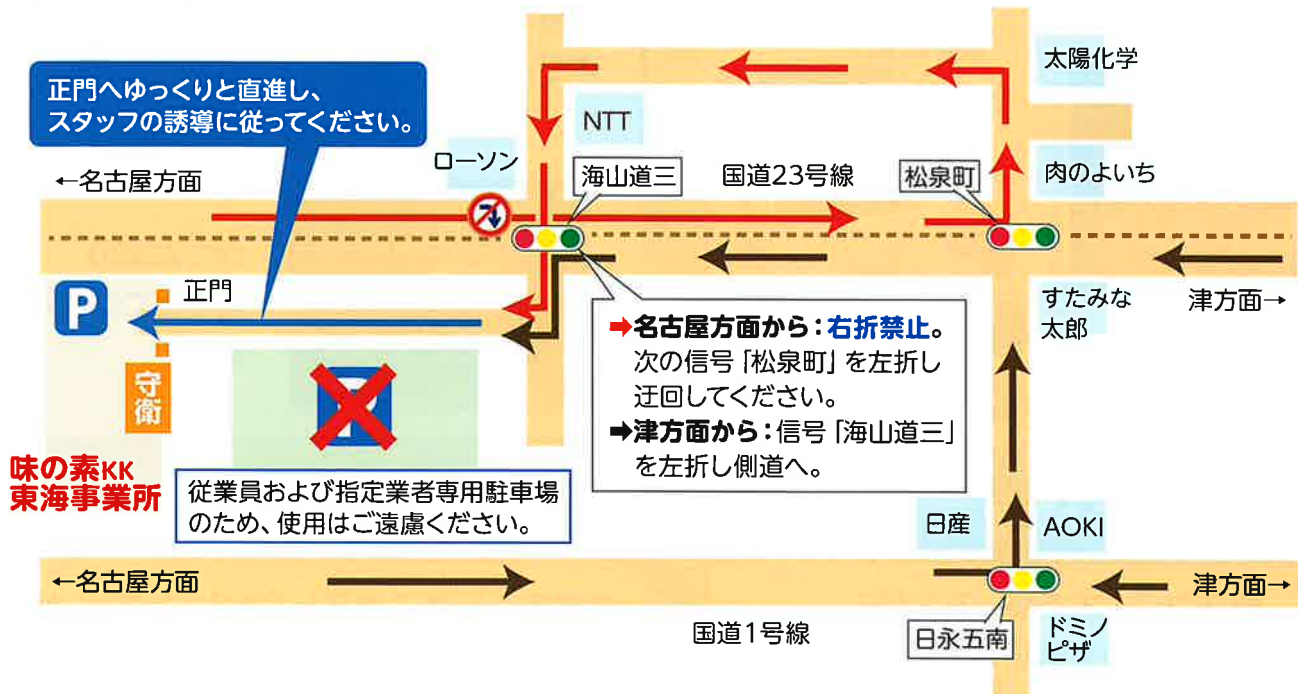 太陽化学
正門へゆっくりと直進し、
スタッフの誘導に従ってください。
NTT
ローソン
←名古屋方面
海山道三
国道23号線
松泉町
肉のよいち
P
正門
すたみな
太郎
津方面→
➡名古屋方面から：右折禁止。
次の信号「松泉町」を左折し
迂回してください。
➡津方面から：信号「海山道三」
を左折し側道へ。
守衛
P
味の素KK
東海事業所
従業員および指定業者専用駐車場
のため、使用はご遠慮ください。
日産
AOKI
←名古屋方面
津方面→
国道1号線
日永五南
ドミノ
ピザ